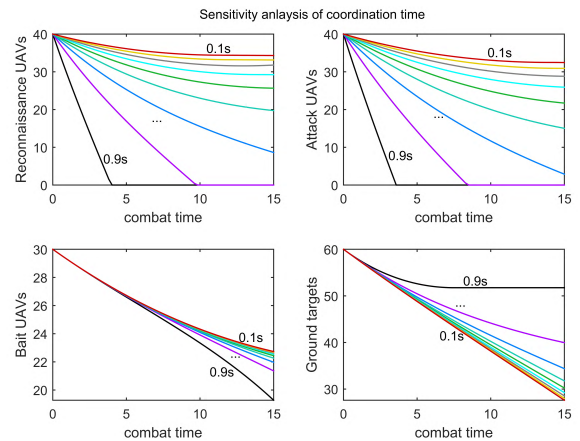 Sensitivity anlaysis of coordination time
Reconnaissance UAVs
40
30
20
10
0
0.1s
...
0.9s
0 5 10 15
combat time
Attack UAVs
40
30
20
10
0
0.1s
...
0.9s
0 5 10 15
combat time
Bait UAVs
30
28
26
24
22
20
0.1s
...
0.9s
0 5 10 15
combat time
Ground targets
60
50
40
30
0.9s
...
0.1s
0 5 10 15
combat time